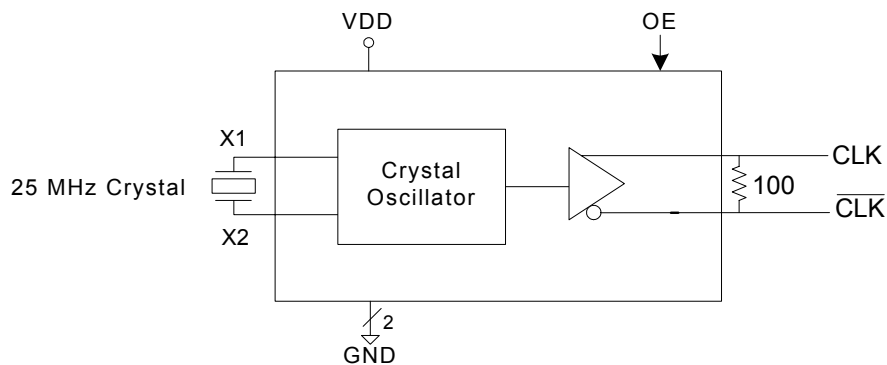 VDD
OE
X1
25 MHz Crystal
X2
Crystal
Oscillator
CLK
100
CLK
2
GND